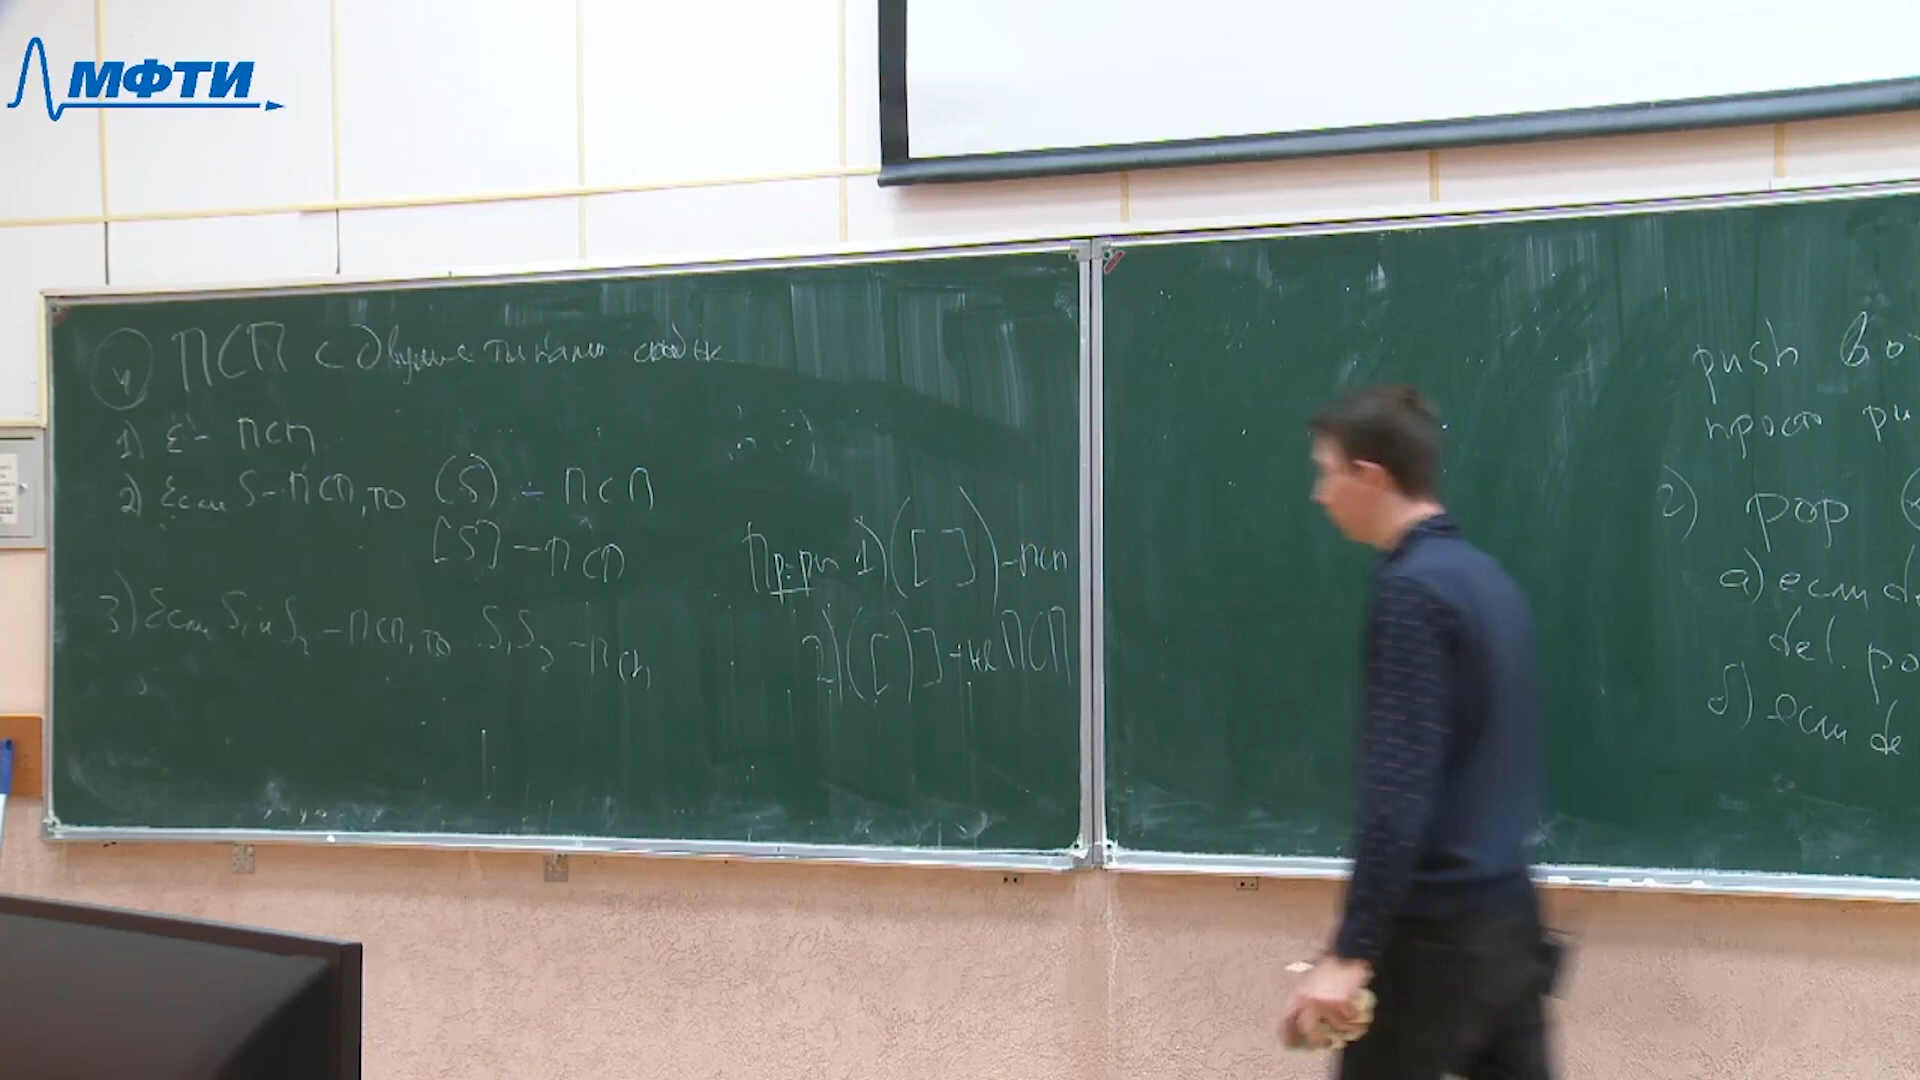 МФТИ
4 ПСП с двумя типами скобок
1) ε - ПСП
2) Если S - ПСП, то (S) - ПСП
[S] - ПСП
3) Если S₁ и S₂ - ПСП, то S₁S₂ - ПСП
1) ([ ]) - ПСП
2) ([)] - не ПСП
push
просто
2) pop
а) если
del.
б) если